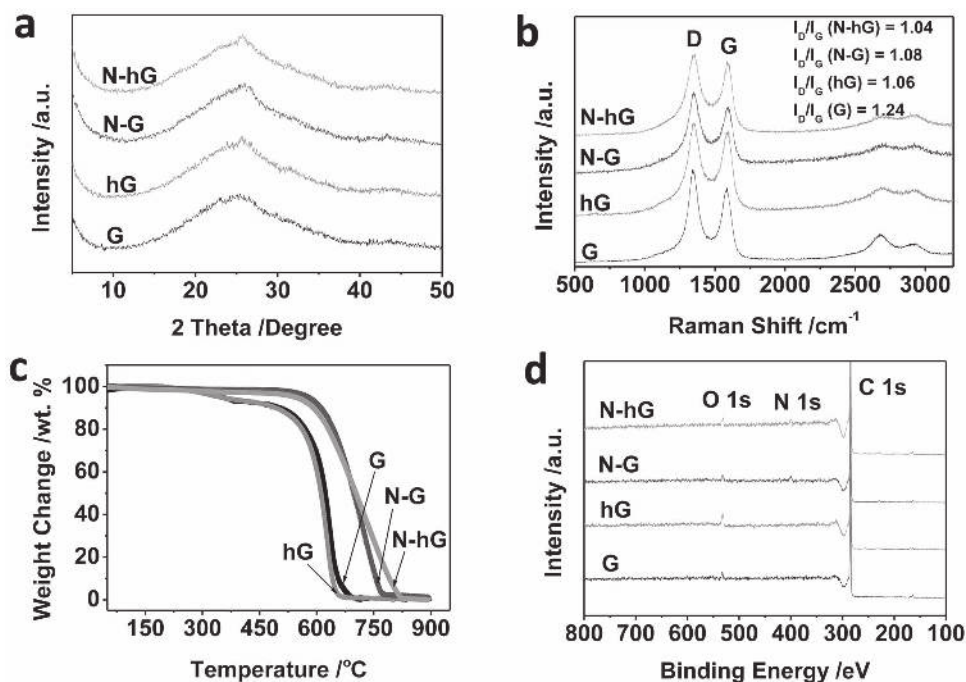 a
N-hG
N-G
hG
G
Intensity /a.u.
10 20 30 40 50
2 Theta /Degree
b
D G
I_D/I_G (N-hG) = 1.04
I_D/I_G (N-G) = 1.08
I_D/I_G (hG) = 1.06
I_D/I_G (G) = 1.24
N-hG
N-G
hG
G
Intensity /a.u.
500 1000 1500 2000 2500 3000
Raman Shift /cm⁻¹
c
100
80
60
40
20
0
Weight Change /wt. %
G
N-G
hG
N-hG
150 300 450 600 750 900
Temperature /°C
d
C 1s
O 1s N 1s
N-hG
N-G
hG
G
Intensity /a.u.
800 700 600 500 400 300 200 100
Binding Energy /eV